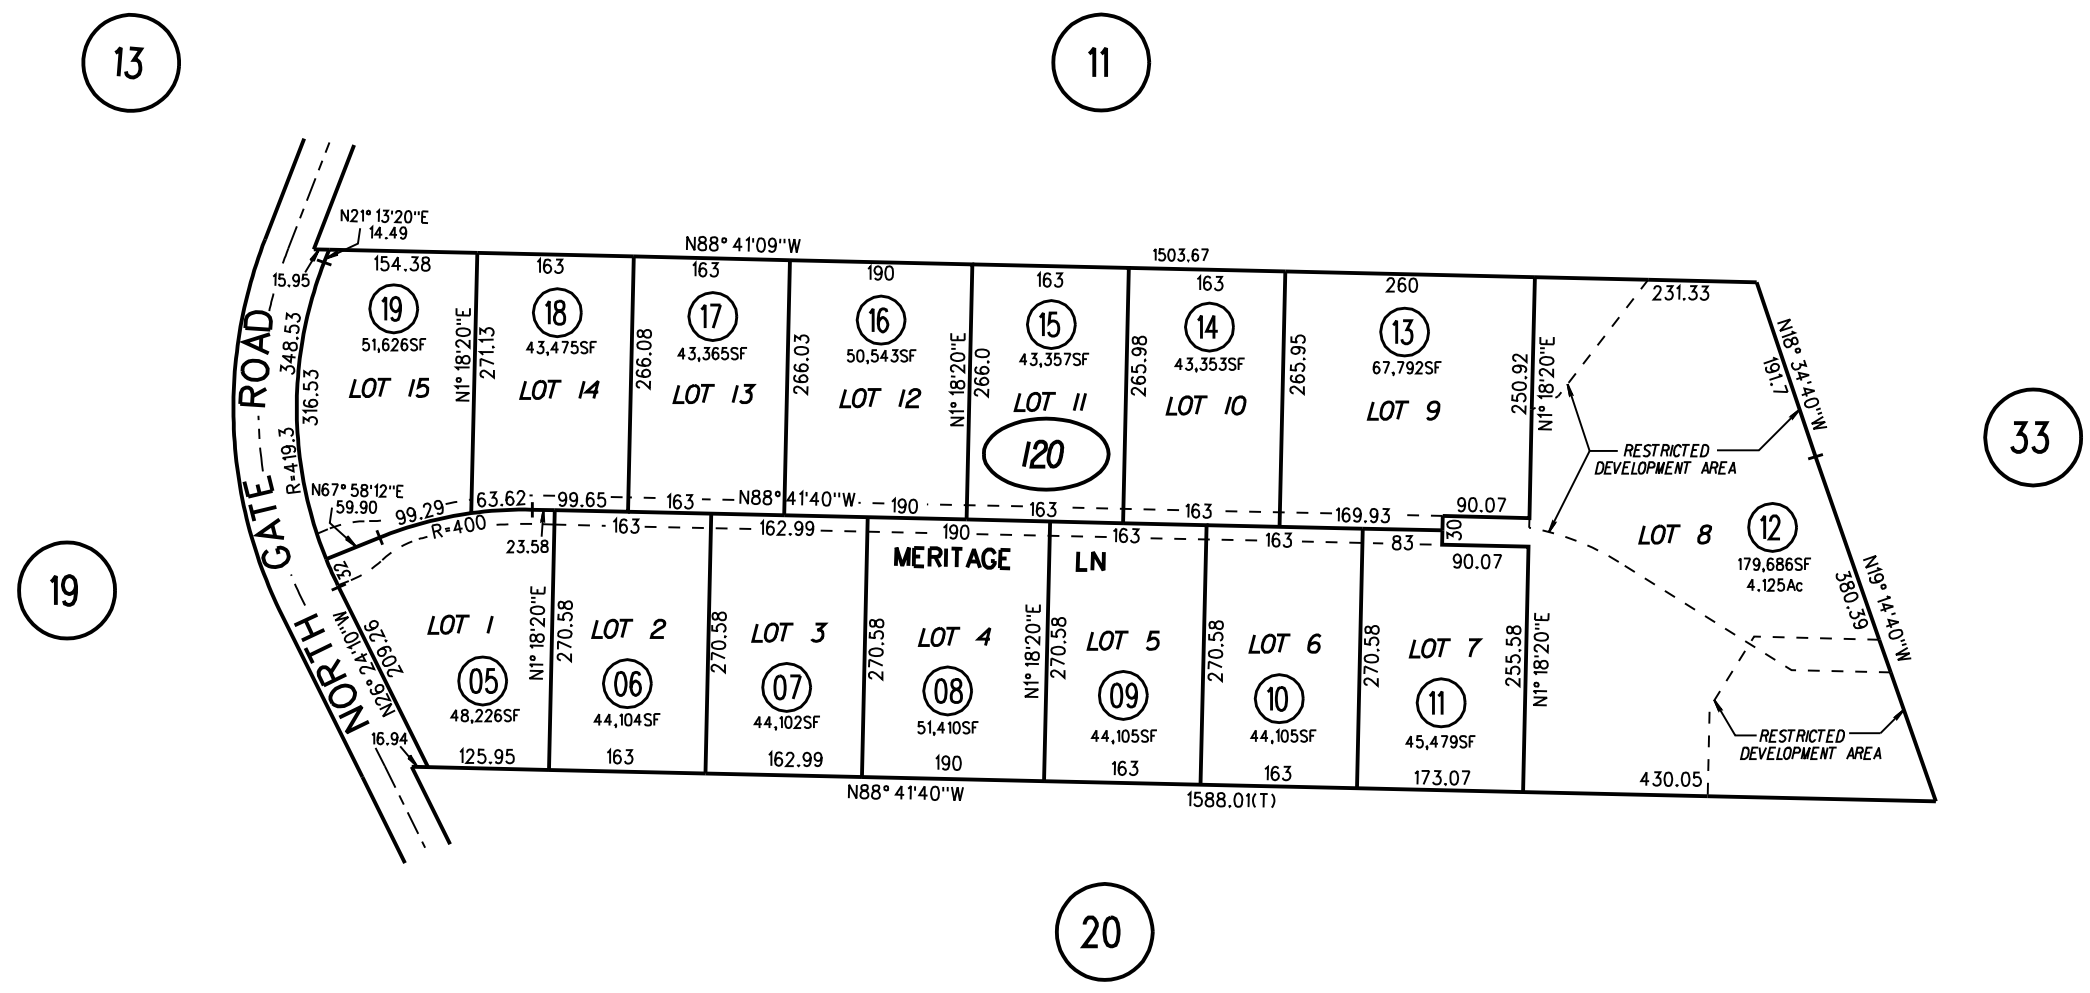 13
11
N21° 13'20"E
14.49
N88° 41'09"W
1503.67
15.95
154.38
163
163
190
163
163
260
231.33
19
51,626SF
LOT 15
18
43,475SF
LOT 14
17
43,365SF
LOT 13
16
50,543SF
LOT 12
15
43,357SF
LOT 11
120
14
43,353SF
LOT 10
13
67,792SF
LOT 9
NORTH GATE ROAD
348.53
316.53
R=419.3
N1° 18'20"E
271.13
266.08
266.03
N1° 18'20"E
266.0
265.98
265.95
250.92
N1° 18'20"E
N18° 34'40"W
191.7
RESTRICTED
DEVELOPMENT AREA
33
N67° 58'12"E
59.90
99.29
63.62
99.65
163
N88° 41'40"W
190
163
163
169.93
90.07
30
R=400
23.58
163
162.99
190
163
163
83
90.07
MERITAGE LN
32
19
N26° 24'10"W
209.26
16.94
LOT 1
05
48,226SF
N1° 18'20"E
270.58
LOT 2
06
44,104SF
270.58
LOT 3
07
44,102SF
270.58
LOT 4
08
51,410SF
N1° 18'20"E
270.58
LOT 5
09
44,105SF
270.58
LOT 6
10
44,105SF
270.58
LOT 7
11
45,479SF
255.58
N1° 18'20"E
LOT 8
12
179,686SF
4.125Ac
N19° 14'40"W
380.39
RESTRICTED
DEVELOPMENT AREA
125.95
163
162.99
190
163
163
173.07
430.05
N88° 41'40"W
1588.01(T)
20